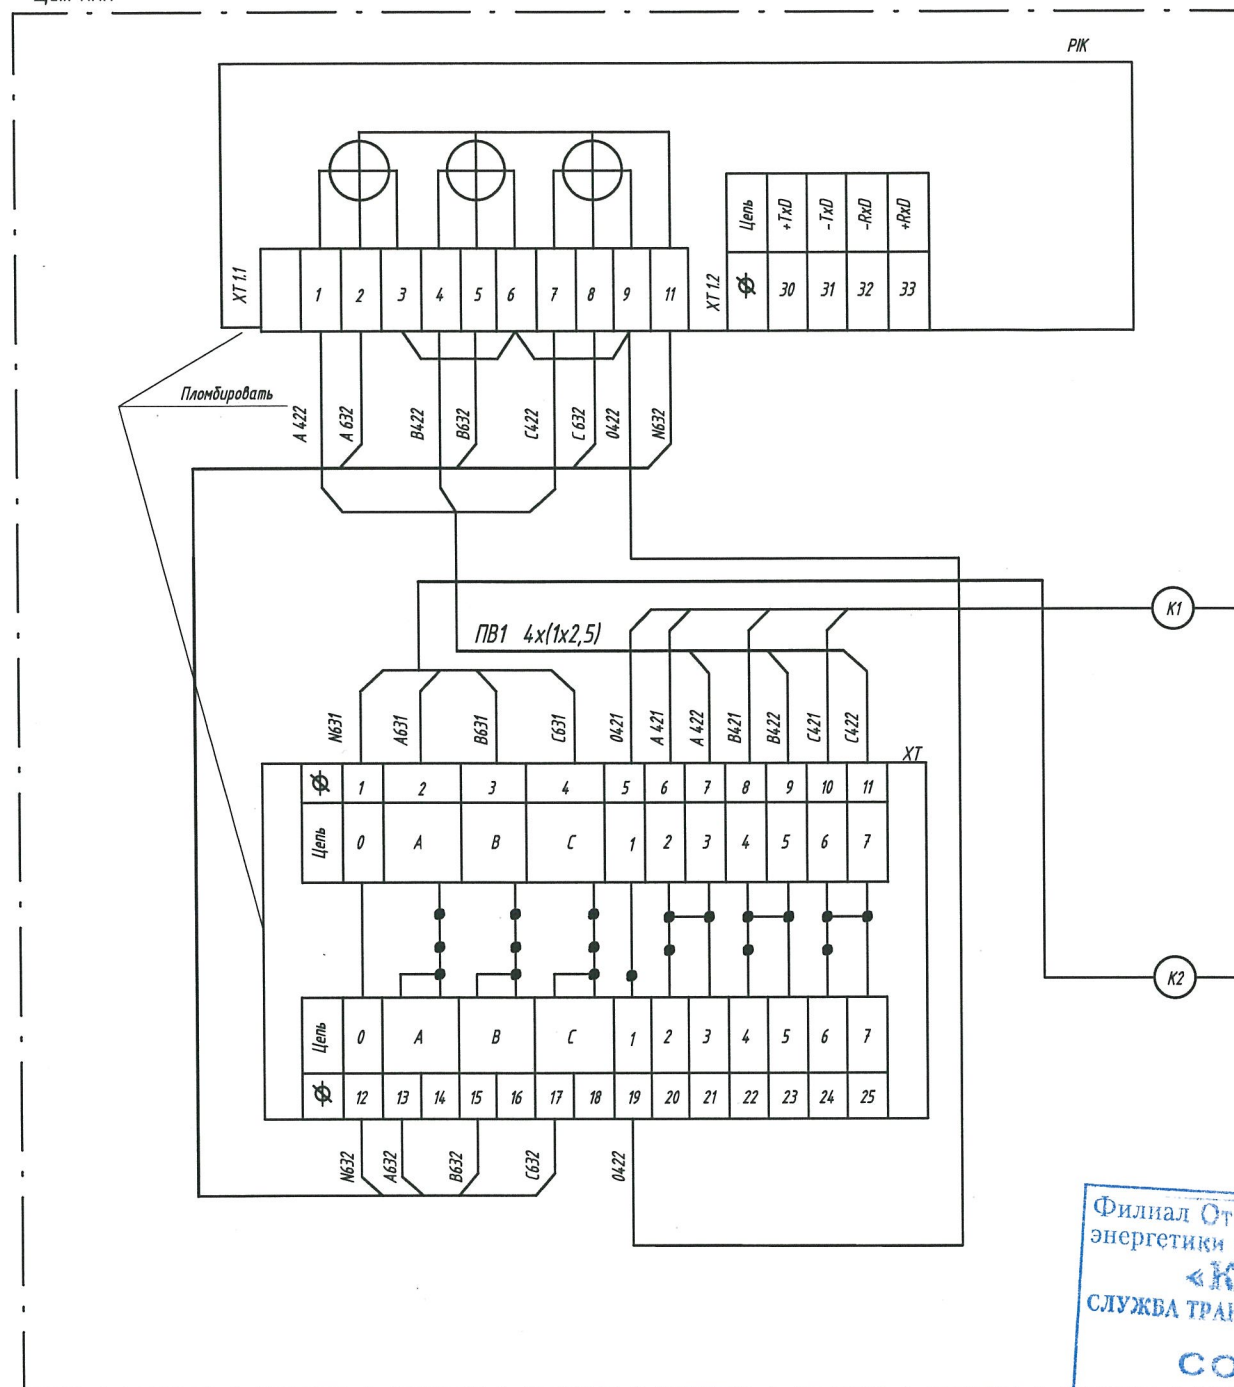 PIK
XT 1.1
1 2 3 4 5 6 7 8 9 11
XT 1.2
Цепь +TxD -TxD -RxD +RxD
30 31 32 33
Пломбировать
A 422 A 632 B422 B632 C422 C 632 0422 N632
K1
ПВ1 4x(1x2,5)
N631 A631 B631 C631 0421 A 421 A 422 B421 B422 C421 C422
XT
1 2 3 4 5 6 7 8 9 10 11
Цепь 0 A B C 1 2 3 4 5 6 7
K2
Цепь 0 A B C 1 2 3 4 5 6 7
12 13 14 15 16 17 18 19 20 21 22 23 24 25
N632 A632 B632 C632 0422
Филиал От
энергетики
«К
СЛУЖБА ТРАН
СО